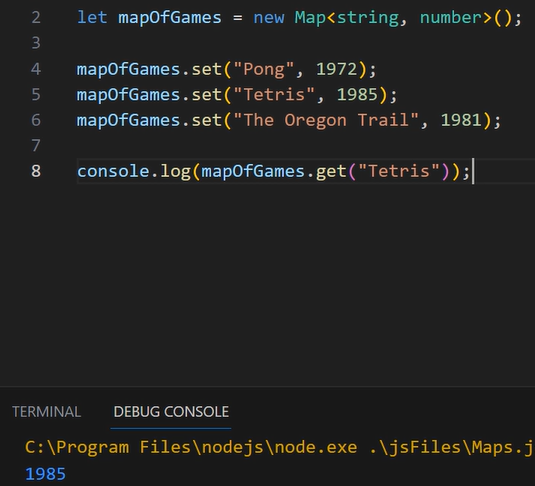 2 let mapOfGames = new Map<string, number>();
3
4 mapOfGames.set("Pong", 1972);
5 mapOfGames.set("Tetris", 1985);
6 mapOfGames.set("The Oregon Trail", 1981);
7
8 console.log(mapOfGames.get("Tetris"));
TERMINAL DEBUG CONSOLE
C:\Program Files\nodejs\node.exe .\jsFiles\Maps.j
1985